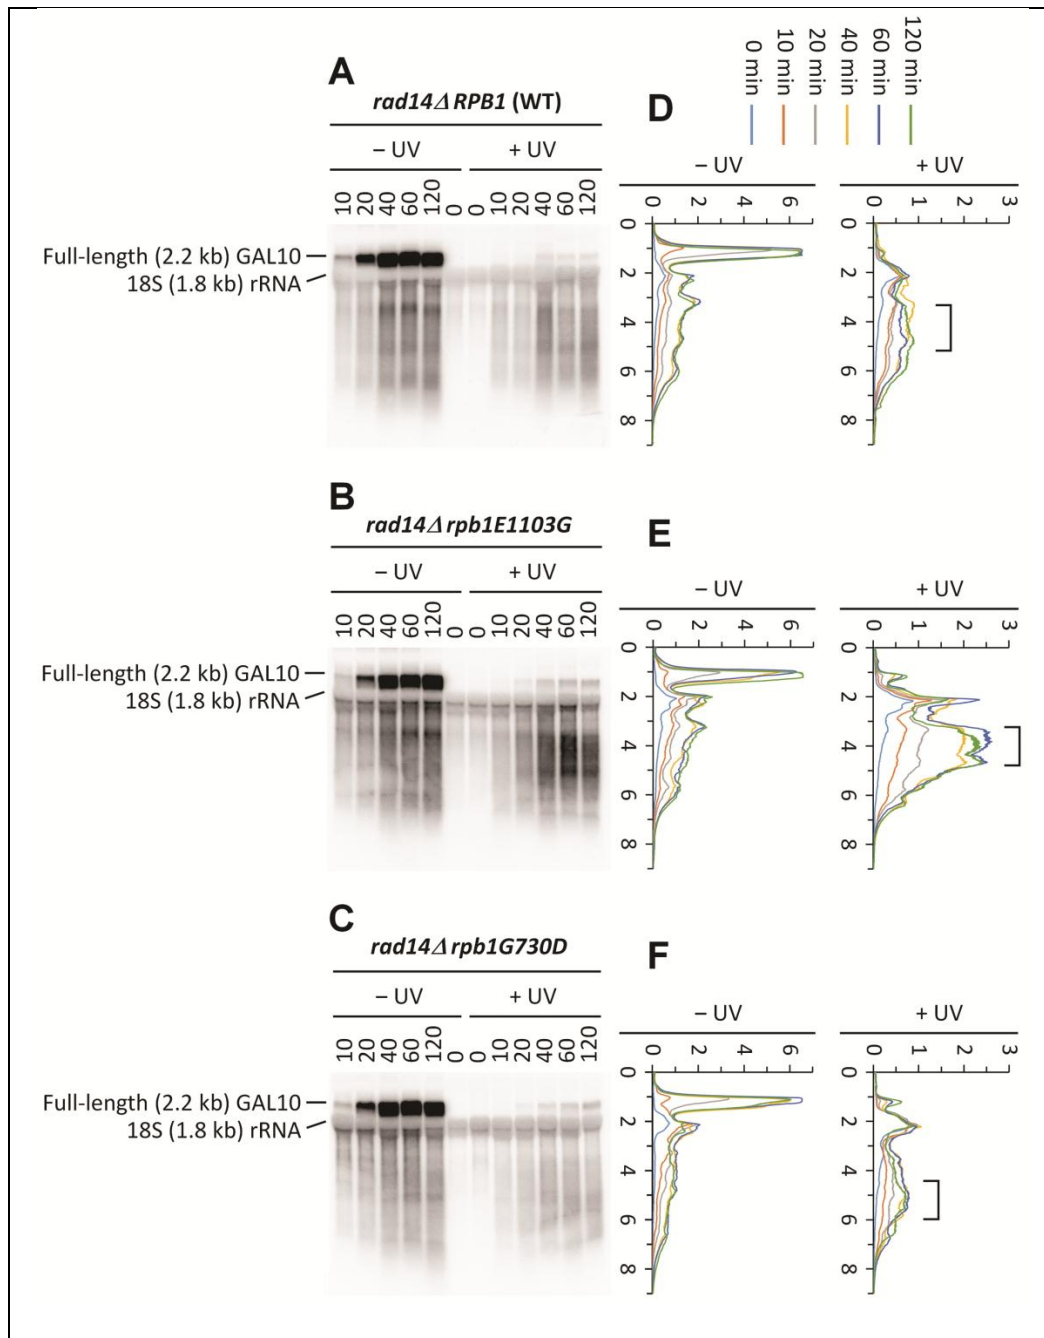 A
rad14Δ RPB1 (WT)
– UV + UV
10 20 40 60 120 0 0 10 20 40 60 120
Full-length (2.2 kb) GAL10
18S (1.8 kb) rRNA
0 min
10 min
20 min
40 min
60 min
120 min
D
– UV
0 2 4 6
0 2 4 6 8
+ UV
0 1 2 3
0 2 4 6 8
B
rad14Δ rpb1E1103G
– UV + UV
10 20 40 60 120 0 0 10 20 40 60 120
Full-length (2.2 kb) GAL10
18S (1.8 kb) rRNA
E
– UV
0 2 4 6
0 2 4 6 8
+ UV
0 1 2 3
0 2 4 6 8
C
rad14Δ rpb1G730D
– UV + UV
10 20 40 60 120 0 0 10 20 40 60 120
Full-length (2.2 kb) GAL10
18S (1.8 kb) rRNA
F
– UV
0 2 4 6
0 2 4 6 8
+ UV
0 1 2 3
0 2 4 6 8